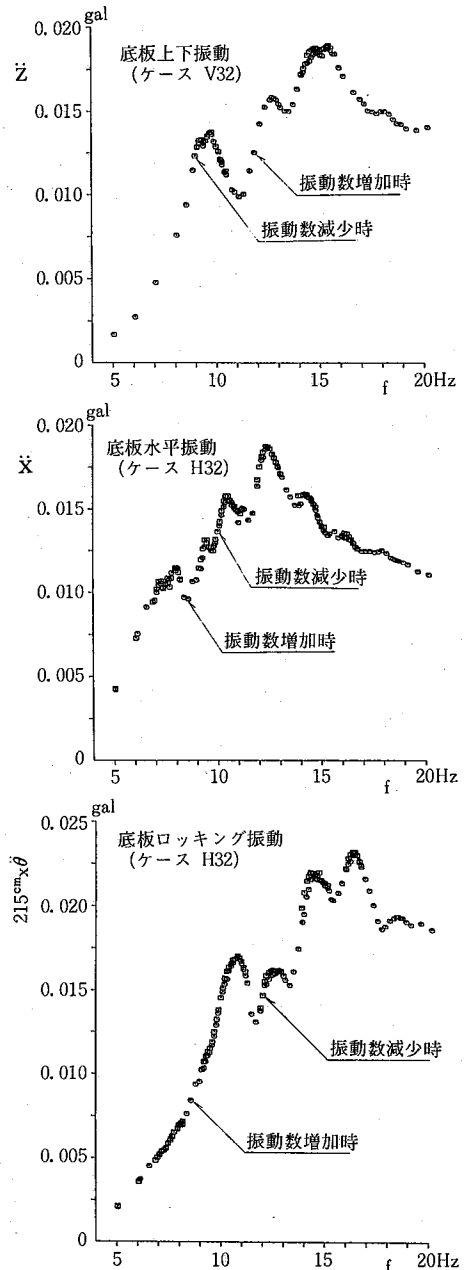 gal
0.020
底板上下振動
(ケース V32)
z̈
0.015
振動数増加時
0.010
振動数減少時
0.005
0
5
10
15
20Hz
f
gal
0.020
底板水平振動
(ケース H32)
ẍ
0.015
振動数減少時
0.010
振動数増加時
0.005
0
5
10
15
20Hz
f
gal
0.025
底板ロッキング振動
(ケース H32)
215cm×θ̈
0.020
0.015
振動数減少時
0.010
振動数増加時
0.005
0
5
10
15
20Hz
f